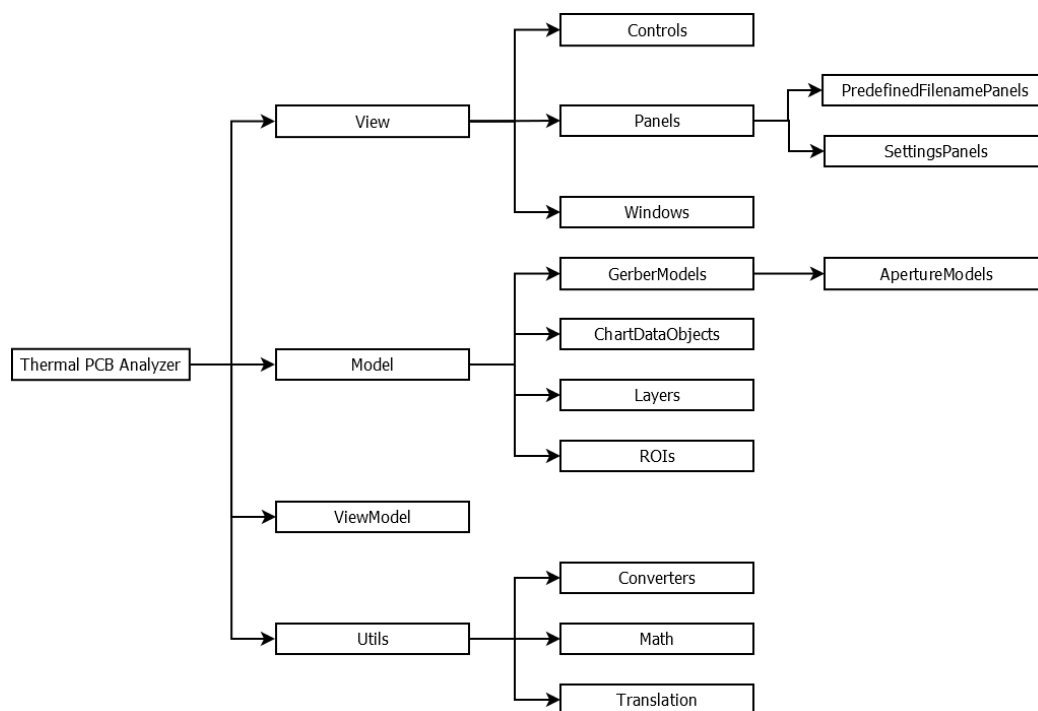 Thermal PCB Analyzer
View
Controls
Panels
PredefinedFilenamePanels
SettingsPanels
Windows
Model
GerberModels
ApertureModels
ChartDataObjects
Layers
ROIs
ViewModel
Utils
Converters
Math
Translation